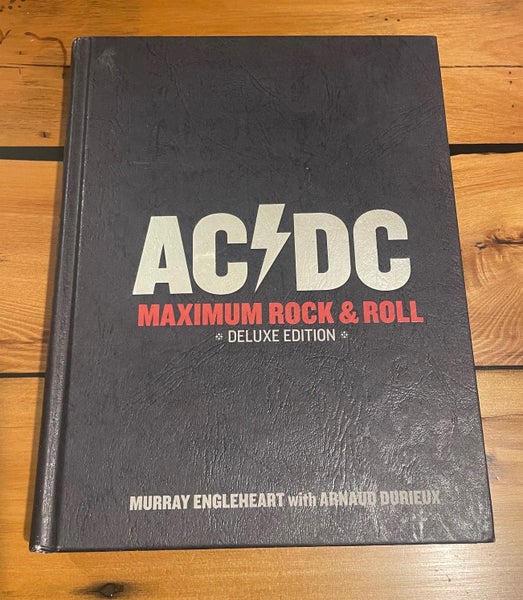 AC⚡DC
MAXIMUM ROCK & ROLL
DELUXE EDITION
MURRAY ENGLEHEART with ARNAUD DURIEUX